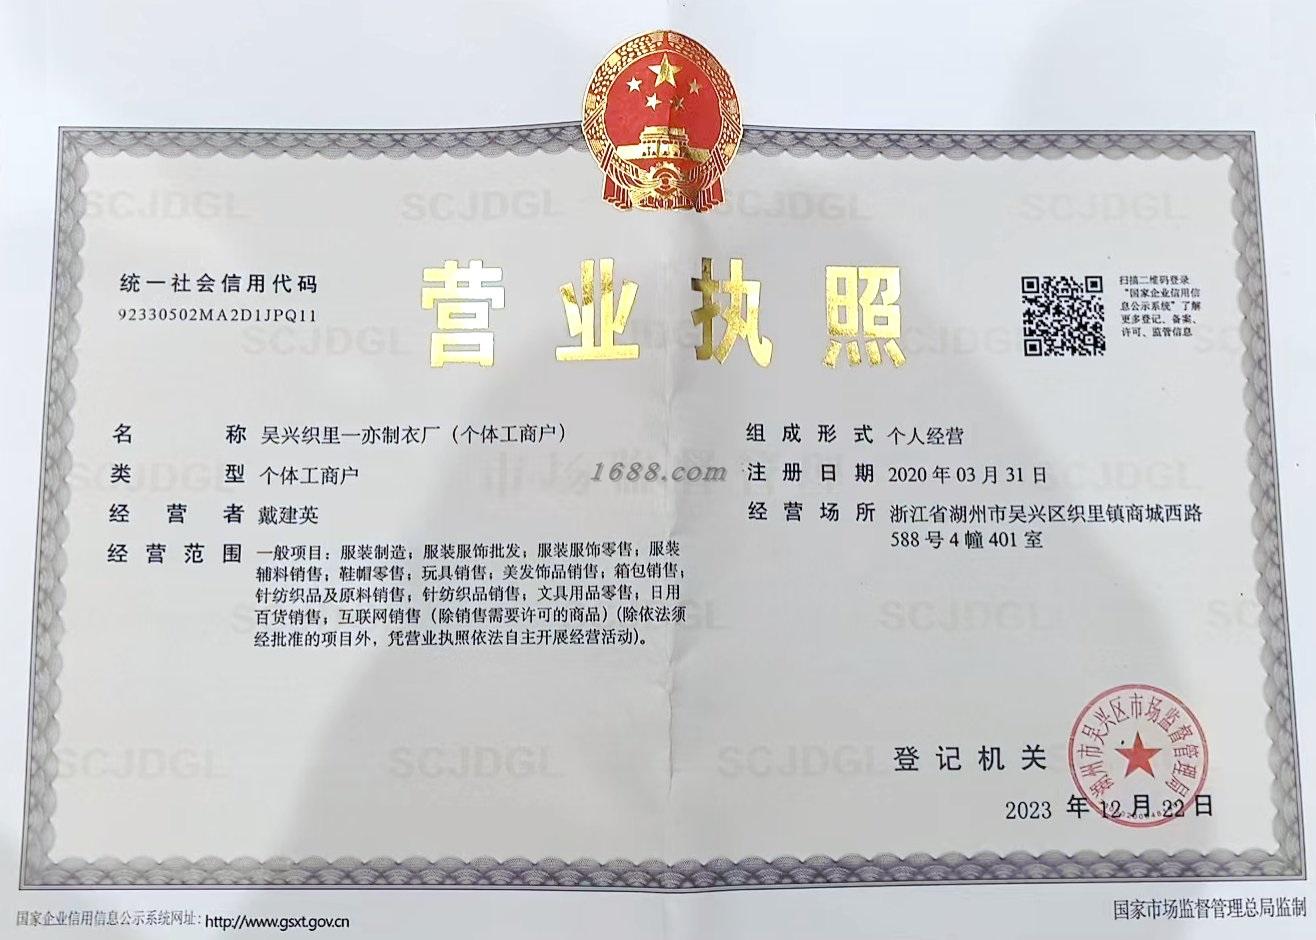 营业执照
统一社会信用代码
92330502MA2D1JPQ11
扫描二维码登录
“国家企业信用信
息公示系统”了解
更多登记、备案、
许可、监管信息
名称 吴兴织里一亦制衣厂（个体工商户）
类型 个体工商户
经营者 戴建英
经营范围 一般项目：服装制造；服装服饰批发；服装服饰零售；服装
辅料销售；鞋帽零售；玩具销售；美发饰品销售；箱包销售；
针纺织品及原料销售；针纺织品销售；文具用品零售；日用
百货销售；互联网销售（除销售需要许可的商品）(除依法须
经批准的项目外，凭营业执照依法自主开展经营活动)。
组成形式 个人经营
注册日期 2020 年 03 月 31 日
经营场所 浙江省湖州市吴兴区织里镇商城西路
588 号 4 幢 401 室
1688.com
SCJDGL SCJDGL SCJDGL SCJDGL
登记机关
湖州市吴兴区市场监督管理局
2023 年 12 月 22 日
国家企业信用信息公示系统网址：http://www.gsxt.gov.cn
国家市场监督管理总局监制